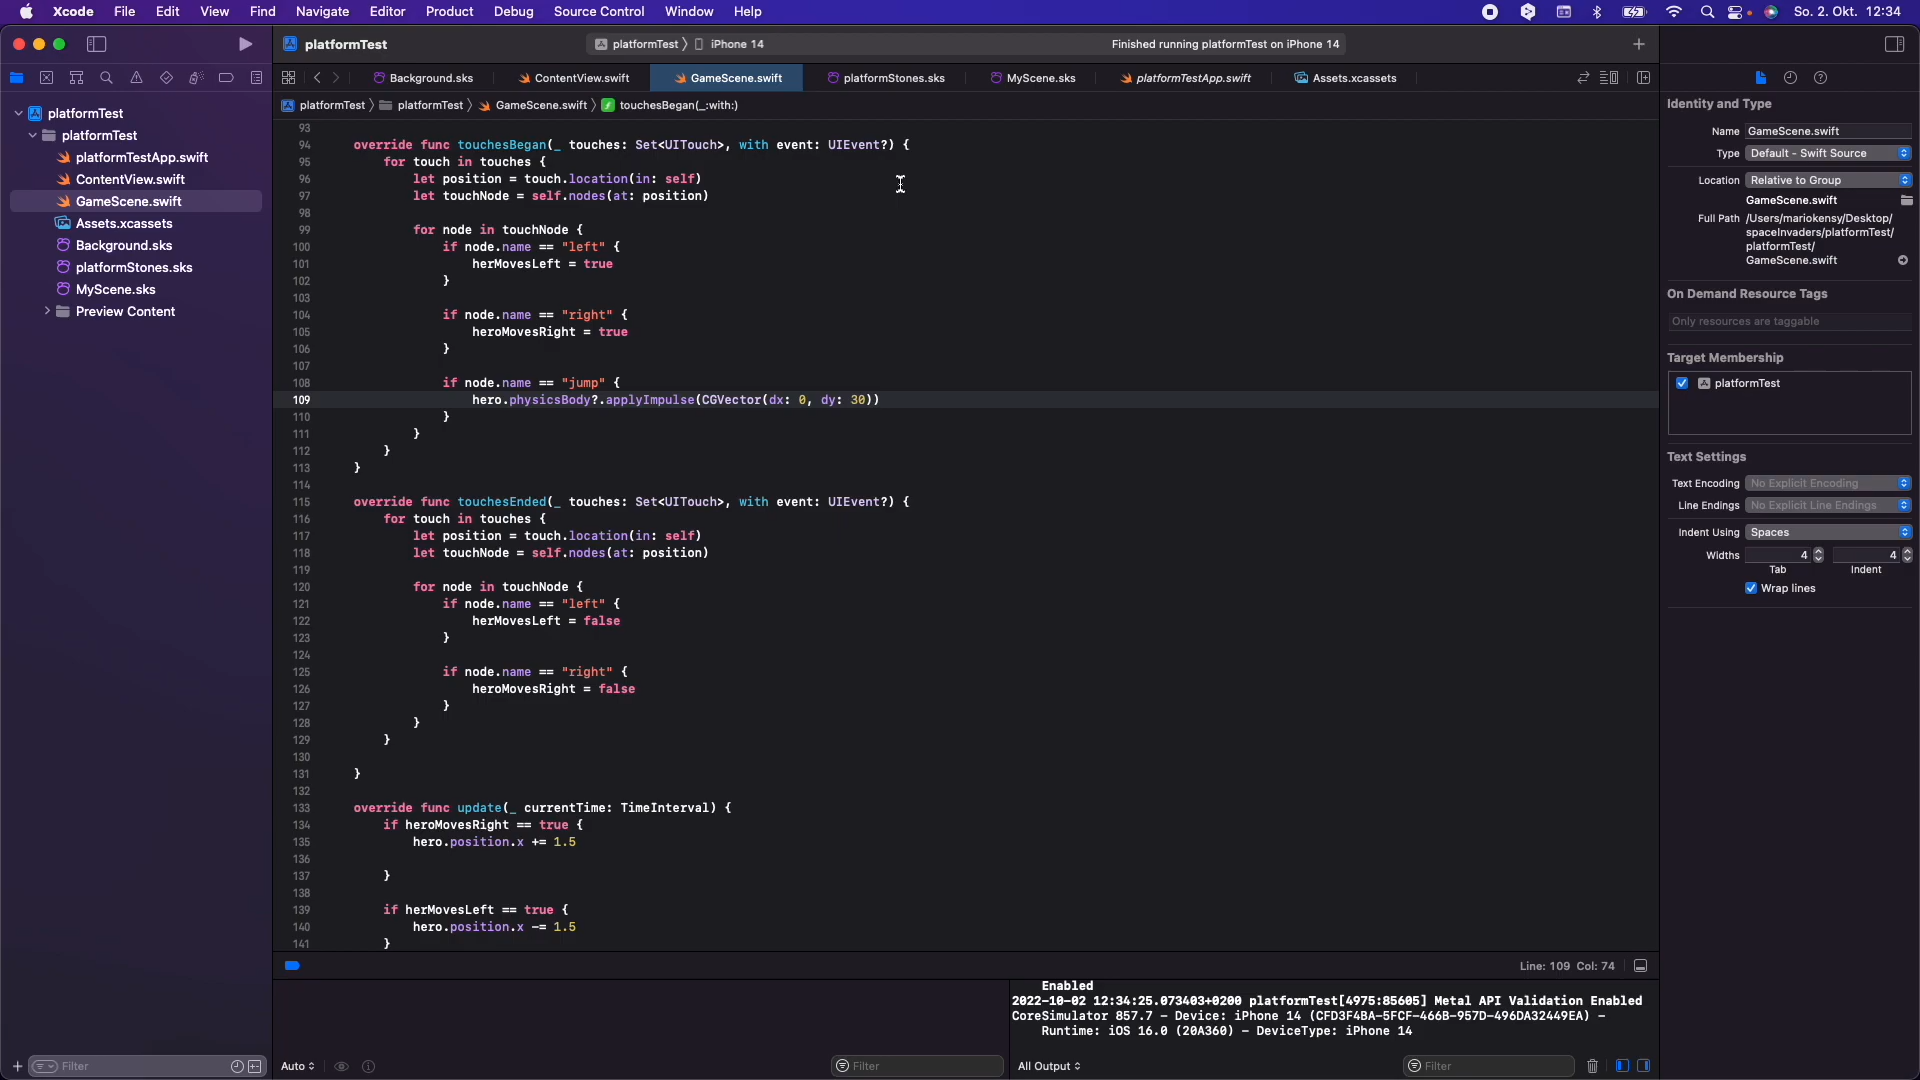 Xcode File Edit View Find Navigate Editor Product Debug Source Control Window Help So. 2. Okt. 12:34
platformTest platformTest iPhone 14 Finished running platformTest on iPhone 14
Background.sks ContentView.swift GameScene.swift platformStones.sks MyScene.sks platformTestApp.swift Assets.xcassets
platformTest platformTest GameScene.swift touchesBegan(_:with:)
platformTest
platformTest
platformTestApp.swift
ContentView.swift
GameScene.swift
Assets.xcassets
Background.sks
platformStones.sks
MyScene.sks
Preview Content
Filter
93
94 override func touchesBegan(_ touches: Set<UITouch>, with event: UIEvent?) {
95 for touch in touches {
96 let position = touch.location(in: self)
97 let touchNode = self.nodes(at: position)
98
99 for node in touchNode {
100 if node.name == "left" {
101 herMovesLeft = true
102 }
103
104 if node.name == "right" {
105 heroMovesRight = true
106 }
107
108 if node.name == "jump" {
109 hero.physicsBody?.applyImpulse(CGVector(dx: 0, dy: 30))
110 }
111 }
112 }
113 }
114
115 override func touchesEnded(_ touches: Set<UITouch>, with event: UIEvent?) {
116 for touch in touches {
117 let position = touch.location(in: self)
118 let touchNode = self.nodes(at: position)
119
120 for node in touchNode {
121 if node.name == "left" {
122 herMovesLeft = false
123 }
124
125 if node.name == "right" {
126 heroMovesRight = false
127 }
128 }
129 }
130
131 }
132
133 override func update(_ currentTime: TimeInterval) {
134 if heroMovesRight == true {
135 hero.position.x += 1.5
136
137 }
138
139 if herMovesLeft == true {
140 hero.position.x -= 1.5
141 }
Line: 109 Col: 74
Enabled
2022-10-02 12:34:25.073403+0200 platformTest[4975:85605] Metal API Validation Enabled
CoreSimulator 857.7 - Device: iPhone 14 (CFD3F4BA-5FCF-466B-957D-496DA32449EA) -
Runtime: iOS 16.0 (20A360) - DeviceType: iPhone 14
Auto Filter All Output Filter
Identity and Type
Name GameScene.swift
Type Default - Swift Source
Location Relative to Group
GameScene.swift
Full Path /Users/mariokensy/Desktop/
spaceInvaders/platformTest/
platformTest/
GameScene.swift
On Demand Resource Tags
Only resources are taggable
Target Membership
platformTest
Text Settings
Text Encoding No Explicit Encoding
Line Endings No Explicit Line Endings
Indent Using Spaces
Widths 4 4
Tab Indent
Wrap lines